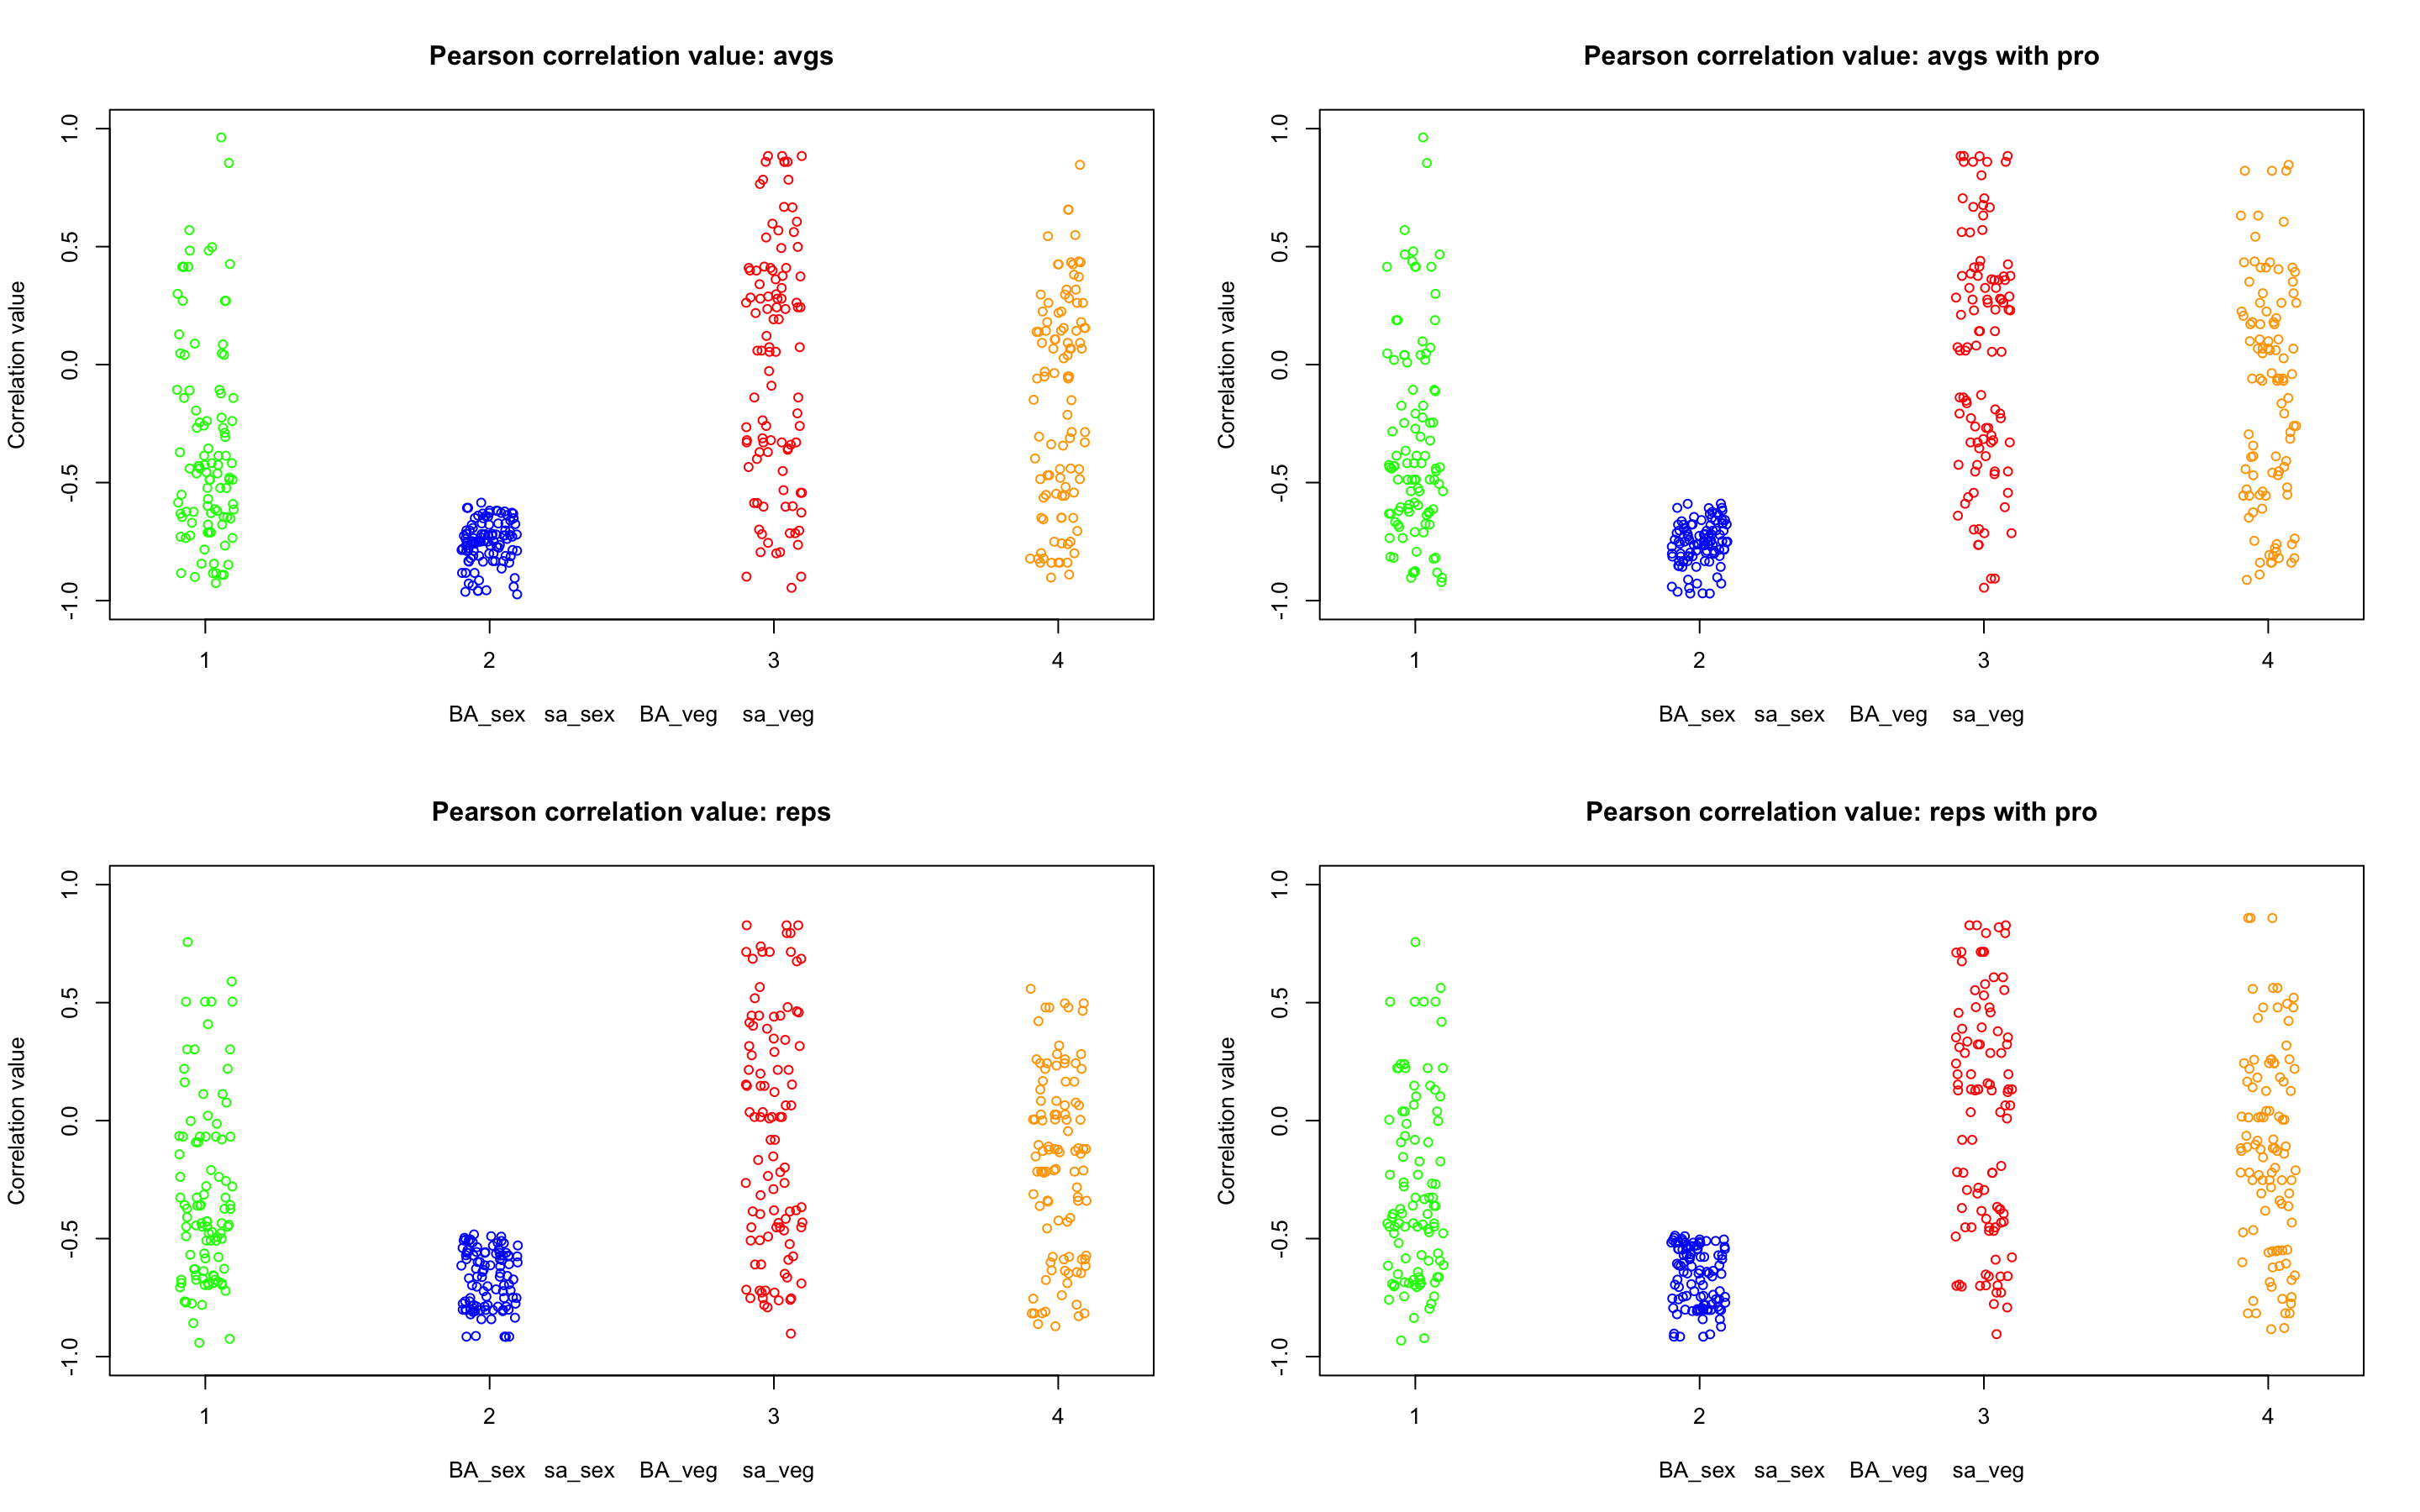 Pearson correlation value: avgs
Correlation value
1.0
0.5
0.0
-0.5
-1.0
1 2 3 4
BA_sex sa_sex BA_veg sa_veg
Pearson correlation value: avgs with pro
Correlation value
1.0
0.5
0.0
-0.5
-1.0
1 2 3 4
BA_sex sa_sex BA_veg sa_veg
Pearson correlation value: reps
Correlation value
1.0
0.5
0.0
-0.5
-1.0
1 2 3 4
BA_sex sa_sex BA_veg sa_veg
Pearson correlation value: reps with pro
Correlation value
1.0
0.5
0.0
-0.5
-1.0
1 2 3 4
BA_sex sa_sex BA_veg sa_veg